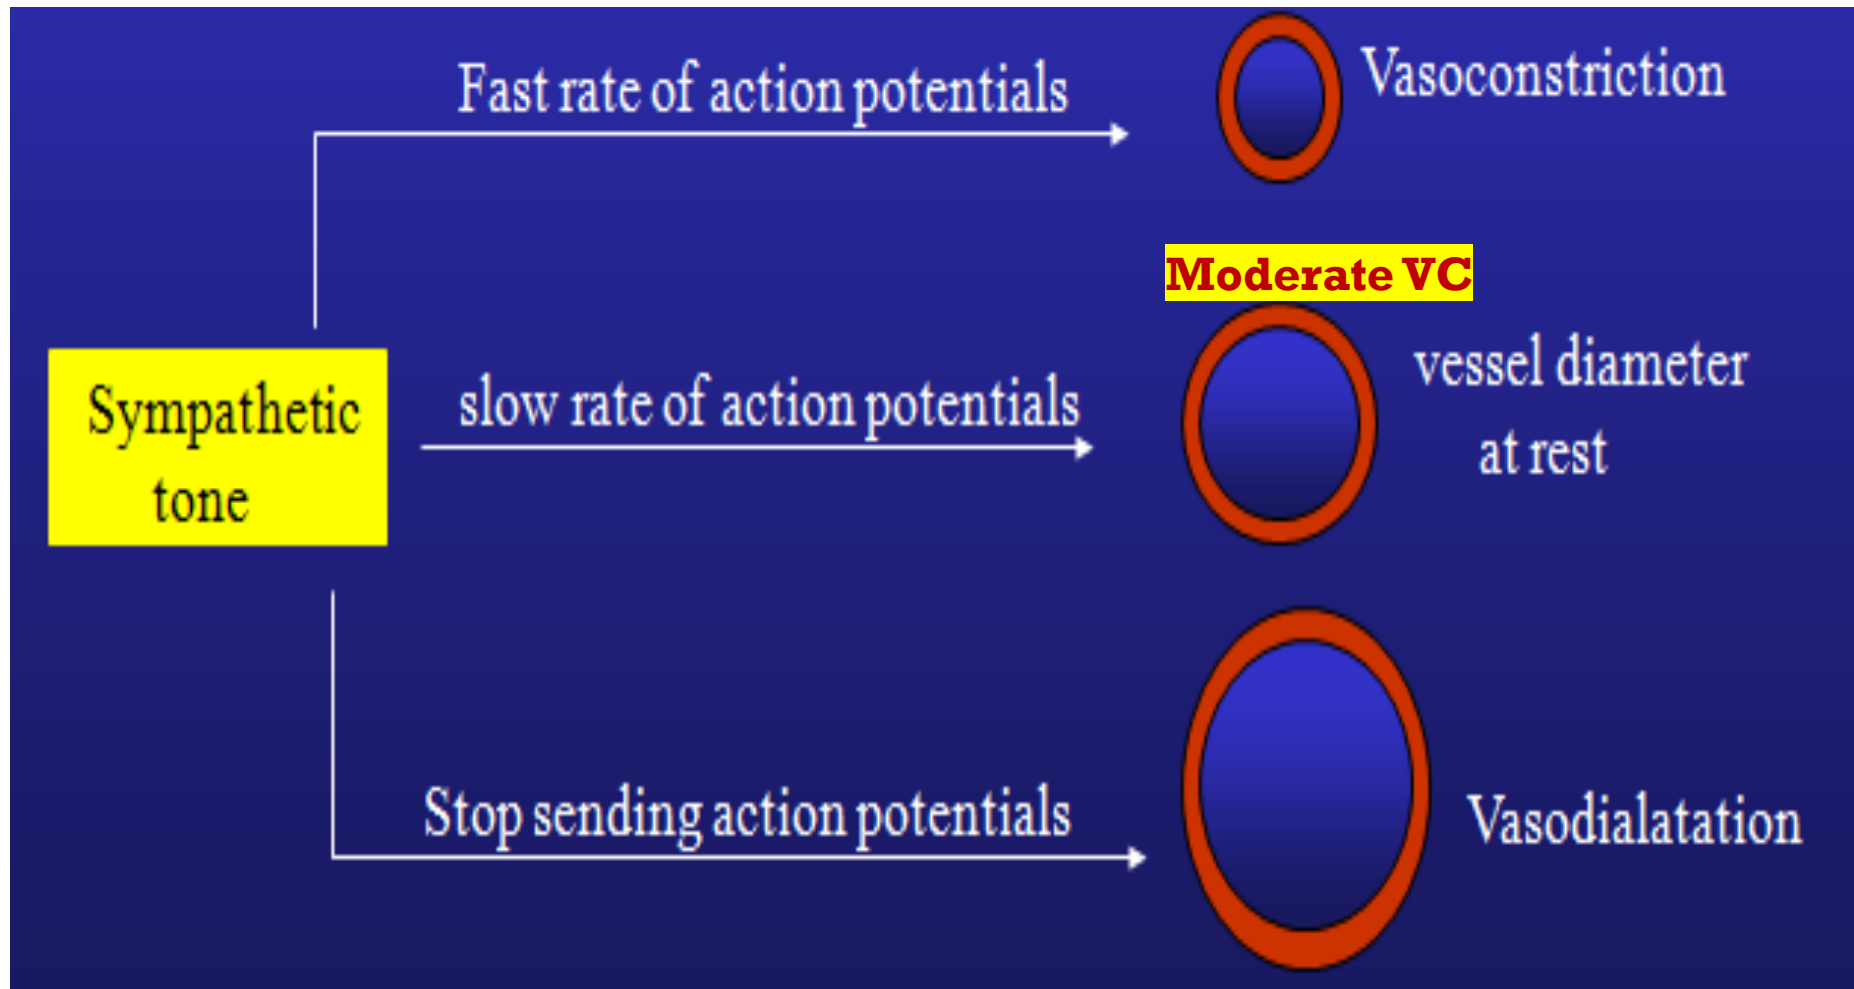 Fast rate of action potentials
Vasoconstriction
Moderate VC
Sympathetic
tone
slow rate of action potentials
vessel diameter
at rest
Stop sending action potentials
Vasodialatation